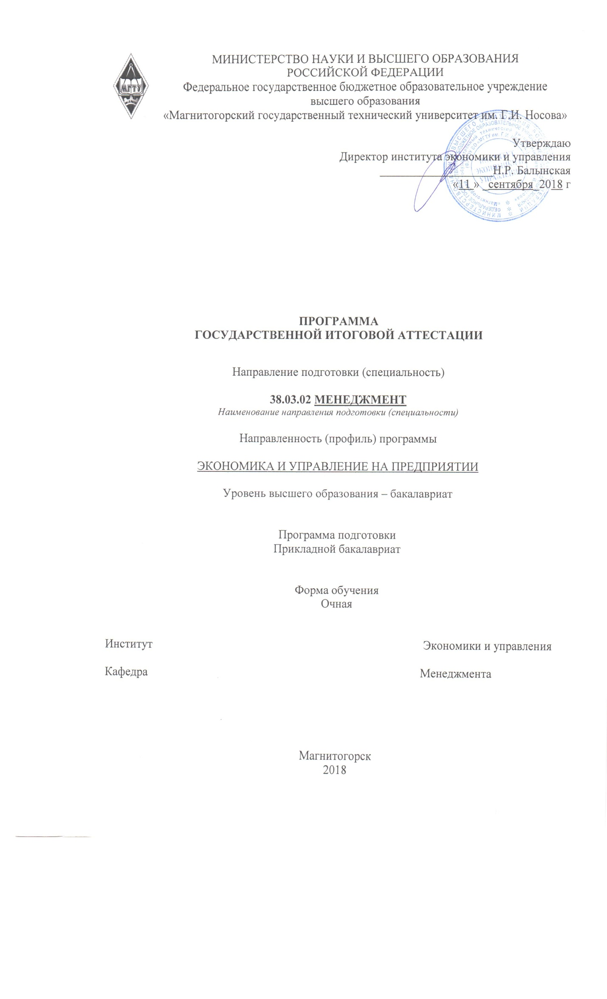 МИНИСТЕРСТВО НАУКИ И ВЫСШЕГО ОБРАЗОВАНИЯ
РОССИЙСКОЙ ФЕДЕРАЦИИ
Федеральное государственное бюджетное образовательное учреждение
высшего образования
«Магнитогорский государственный технический университет им. Г.И. Носова»
МГТУ
Утверждаю
Директор института экономики и управления
Н.Р. Балынская
«11 » _сентября_2018 г
ПРОГРАММА
ГОСУДАРСТВЕННОЙ ИТОГОВОЙ АТТЕСТАЦИИ
Направление подготовки (специальность)
38.03.02 МЕНЕДЖМЕНТ
Наименование направления подготовки (специальности)
Направленность (профиль) программы
ЭКОНОМИКА И УПРАВЛЕНИЕ НА ПРЕДПРИЯТИИ
Уровень высшего образования – бакалавриат
Программа подготовки
Прикладной бакалавриат
Форма обучения
Очная
Институт Экономики и управления
Кафедра Менеджмента
Магнитогорск
2018